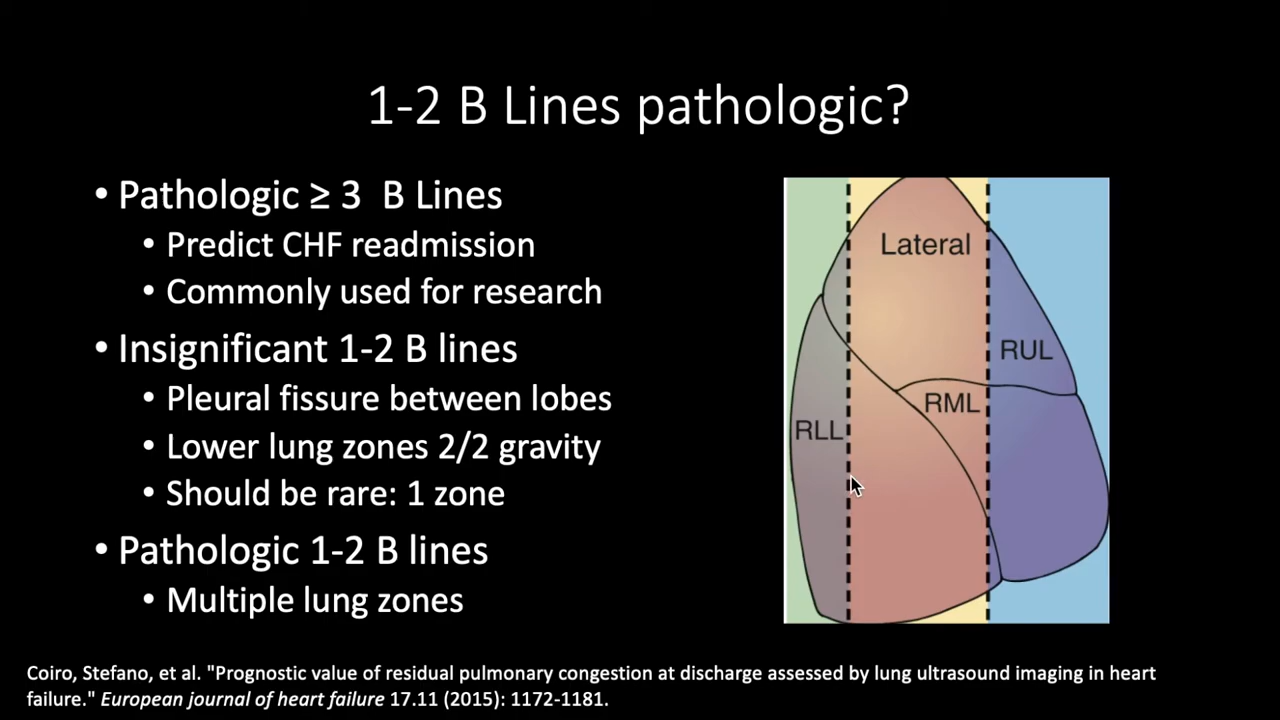 1-2 B Lines pathologic?
• Pathologic ≥ 3 B Lines
• Predict CHF readmission
• Commonly used for research
• Insignificant 1-2 B lines
• Pleural fissure between lobes
• Lower lung zones 2/2 gravity
• Should be rare: 1 zone
• Pathologic 1-2 B lines
• Multiple lung zones
Lateral
RUL
RML
RLL
Coiro, Stefano, et al. "Prognostic value of residual pulmonary congestion at discharge assessed by lung ultrasound imaging in heart
failure." European journal of heart failure 17.11 (2015): 1172-1181.